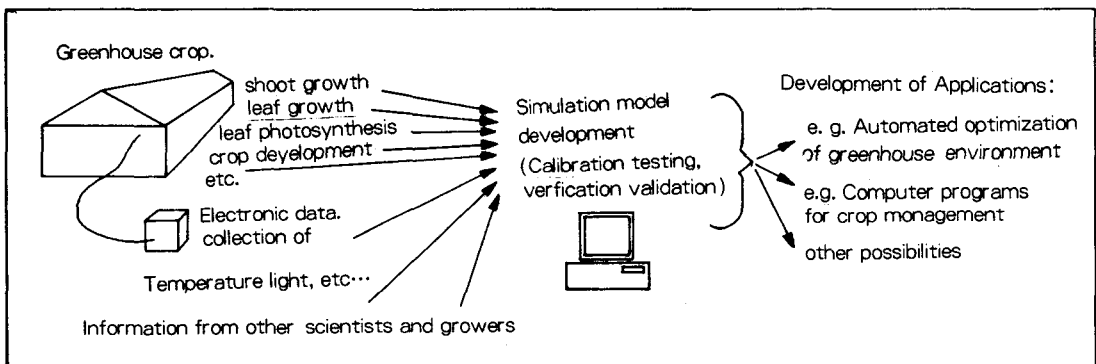 Greenhouse crop.
shoot growth
leaf growth
leaf photosynthesis
crop development
etc.
Electronic data.
collection of
Temperature light, etc…
Information from other scientists and growers
Simulation model
development
(Calibration testing,
verfication validation)
Development of Applications:
e. g. Automated optimization
of greenhouse environment
e.g. Computer programs
for crop management
other possibilities